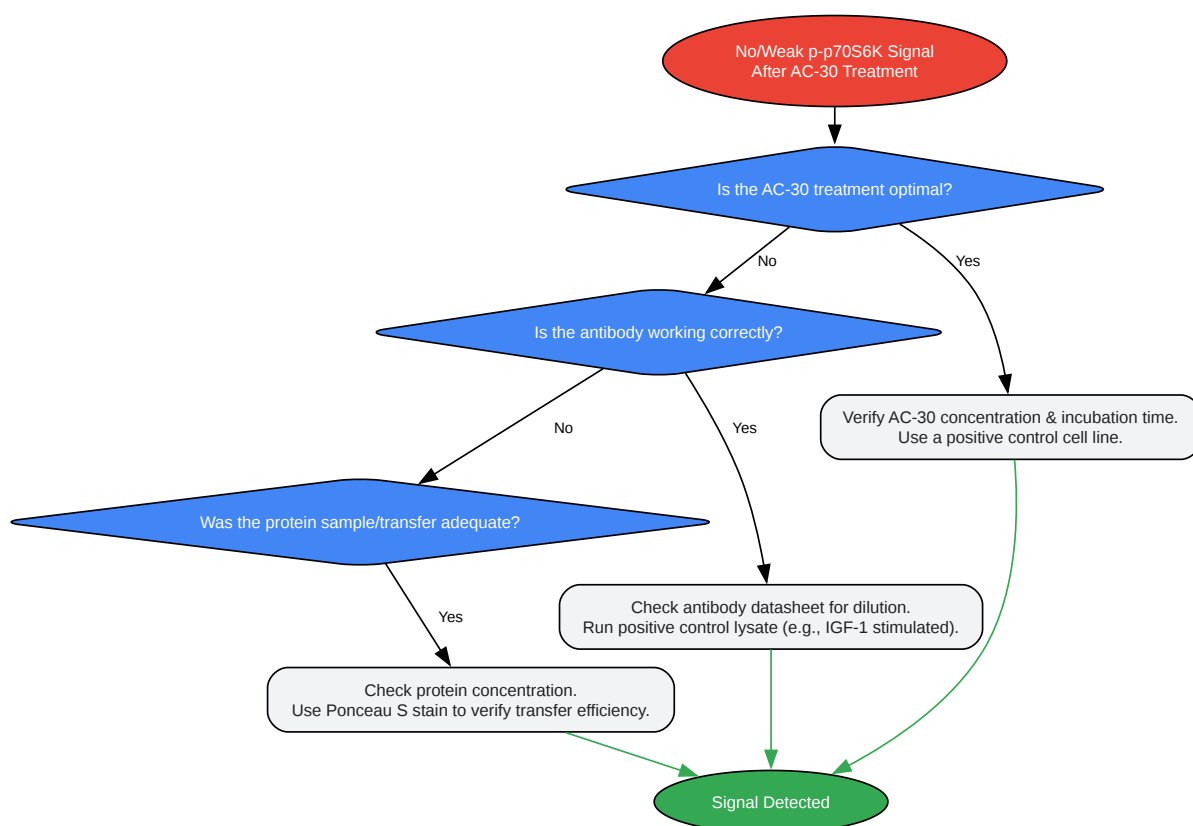 No/Weak p-p70S6K Signal
After AC-30 Treatment
Is the AC-30 treatment optimal?
No
Yes
Is the antibody working correctly?
Verify AC-30 concentration & incubation time.
Use a positive control cell line.
No
Yes
Was the protein sample/transfer adequate?
Check antibody datasheet for dilution.
Run positive control lysate (e.g., IGF-1 stimulated).
Yes
Check protein concentration.
Use Ponceau S stain to verify transfer efficiency.
Signal Detected